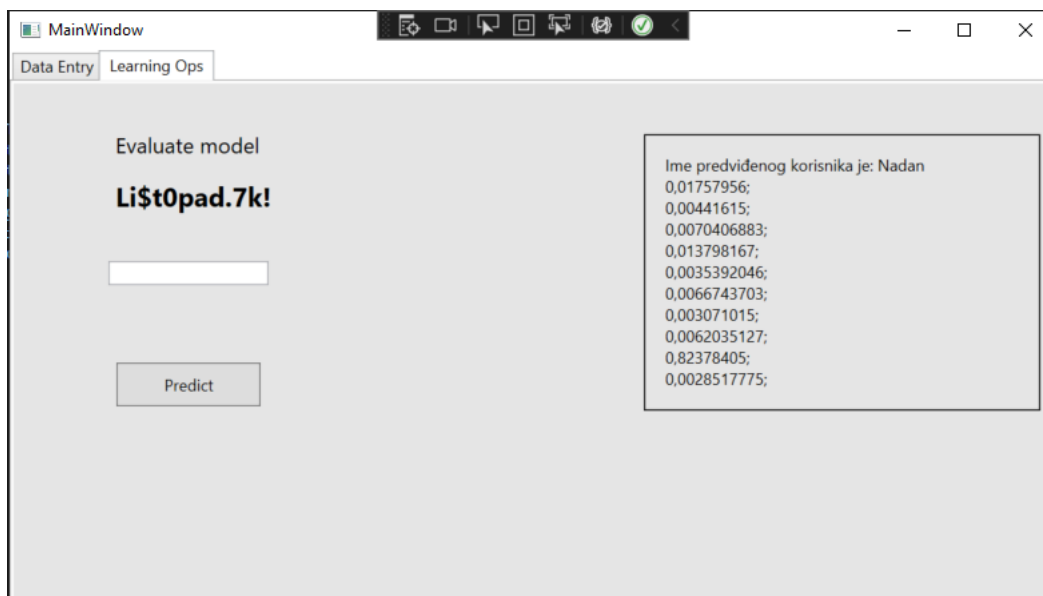 MainWindow
Data Entry
Learning Ops
Evaluate model
Li$t0pad.7k!
Predict
Ime predviđenog korisnika je: Nadan
0,01757956;
0,00441615;
0,0070406883;
0,013798167;
0,0035392046;
0,0066743703;
0,003071015;
0,0062035127;
0,82378405;
0,0028517775;